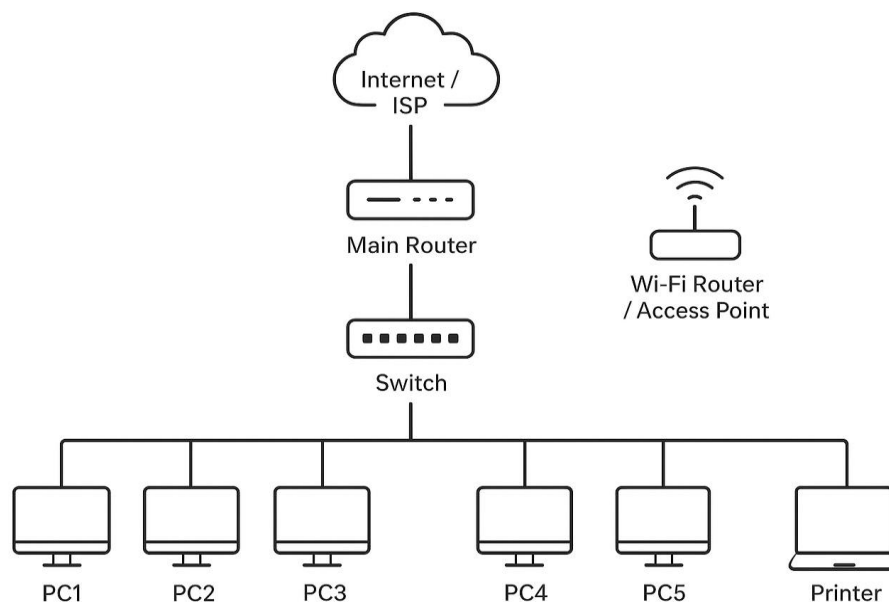 Internet /
ISP
Main Router
Wi-Fi Router
/ Access Point
Switch
PC1
PC2
PC3
PC4
PC5
Printer